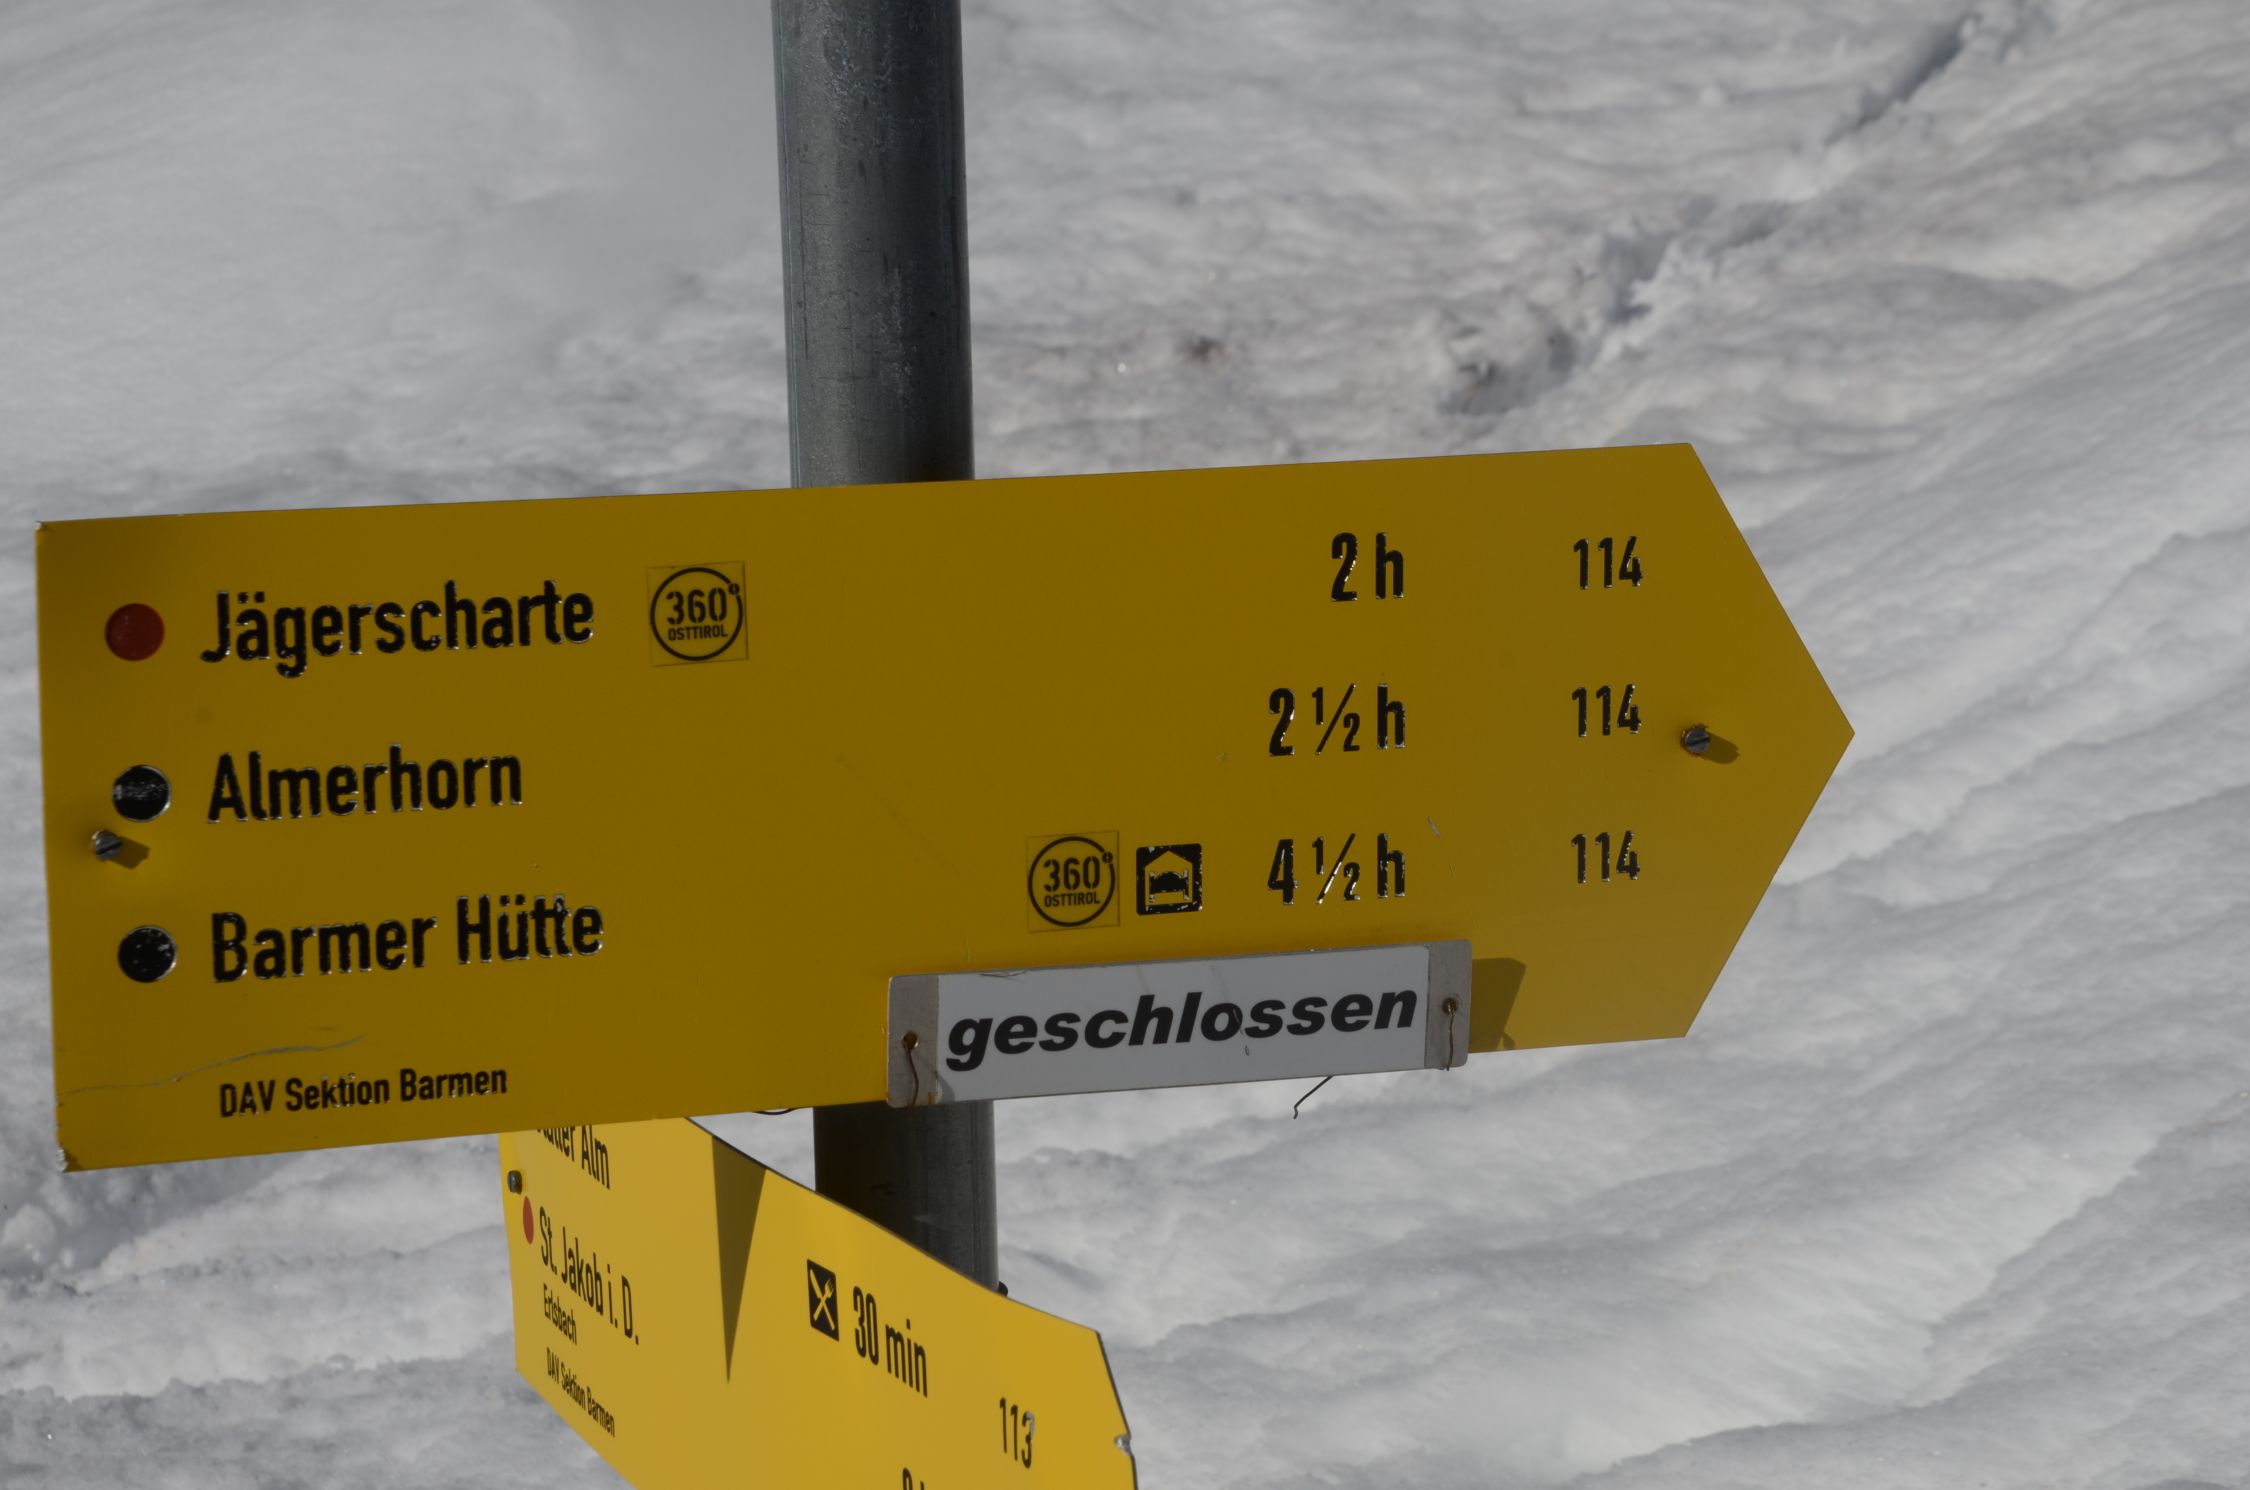 Jägerscharte 360° OSTTIROL 2 h 114
Almerhorn 2 ½ h 114
Barmer Hütte 360° OSTTIROL 4 ½ h 114
geschlossen
DAV Sektion Barmen
Alm
St. Jakob i. D.
Erlsbach
30 min
DAV Sektion Barmen
113